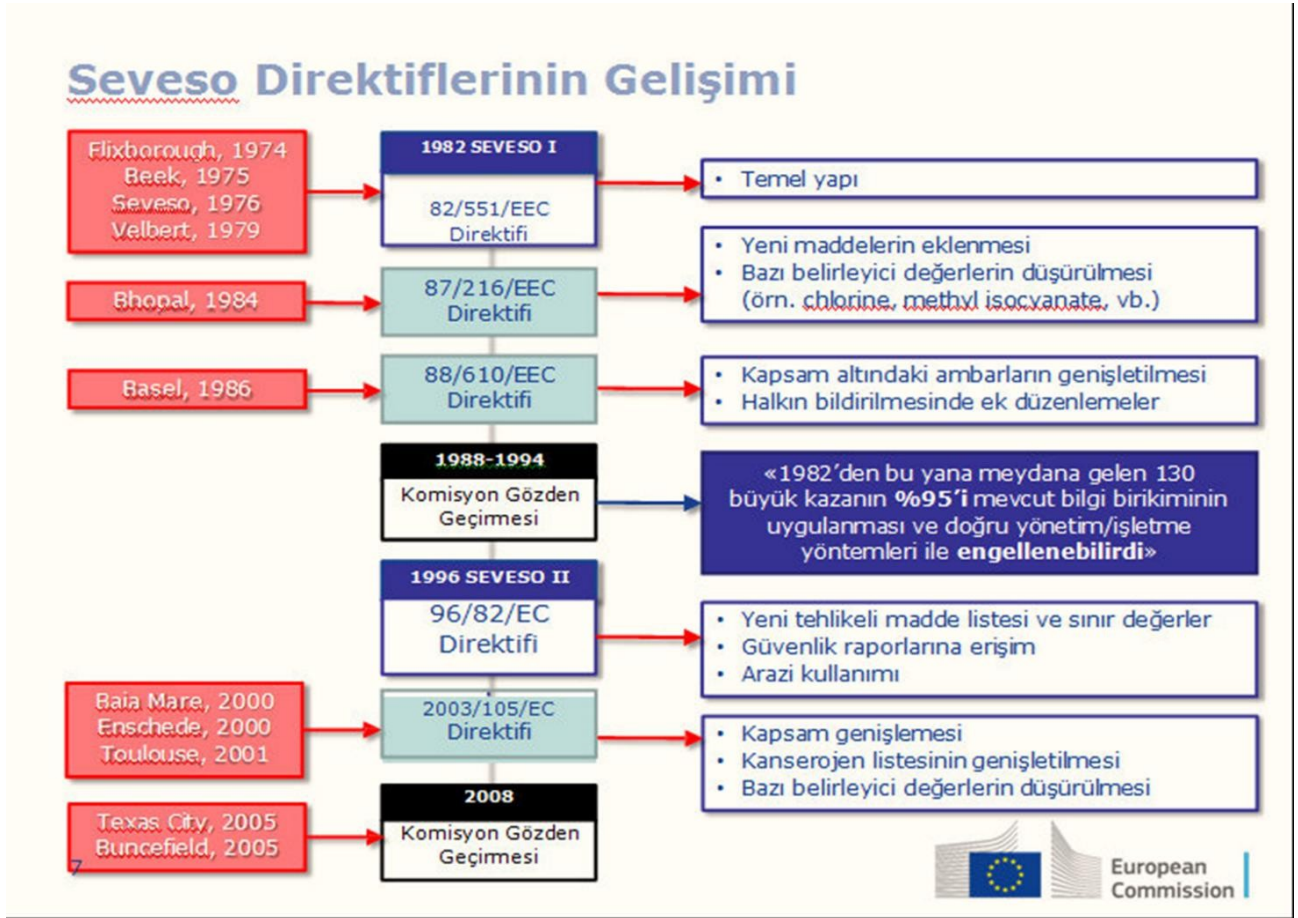 Seveso Direktiflerinin Gelişimi
Flixborough, 1974
Beek, 1975
Seveso, 1976
Velbert, 1979
1982 SEVESO I
82/551/EEC
Direktifi
• Temel yapı
Bhopal, 1984
87/216/EEC
Direktifi
• Yeni maddelerin eklenmesi
• Bazı belirleyici değerlerin düşürülmesi
(örn. chlorine, methyl isocyanate, vb.)
Basel, 1986
88/610/EEC
Direktifi
• Kapsam altındaki ambarların genişletilmesi
• Halkın bildirilmesinde ek düzenlemeler
1988-1994
Komisyon Gözden
Geçirmesi
«1982’den bu yana meydana gelen 130
büyük kazanın %95’i mevcut bilgi birikiminin
uygulanması ve doğru yönetim/işletme
yöntemleri ile engellenebilirdi»
1996 SEVESO II
96/82/EC
Direktifi
• Yeni tehlikeli madde listesi ve sınır değerler
• Güvenlik raporlarına erişim
• Arazi kullanımı
Baia Mare, 2000
Enschede, 2000
Toulouse, 2001
2003/105/EC
Direktifi
• Kapsam genişlemesi
• Kanserojen listesinin genişletilmesi
• Bazı belirleyici değerlerin düşürülmesi
Texas City, 2005
Buncefield, 2005
2008
Komisyon Gözden
Geçirmesi
7
European
Commission